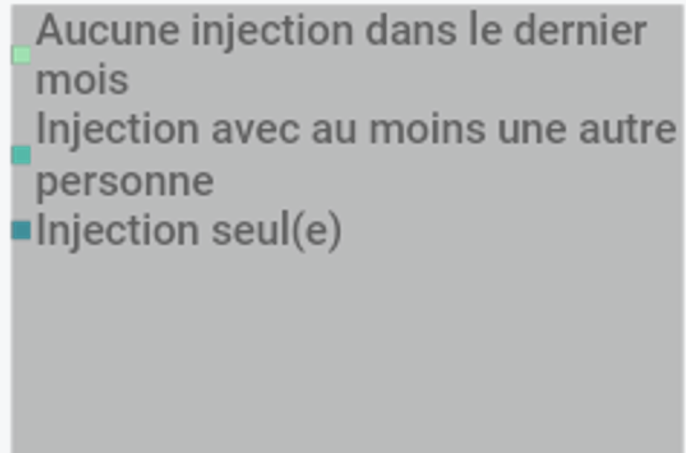 Aucune injection dans le dernier
mois
Injection avec au moins une autre
personne
Injection seul(e)